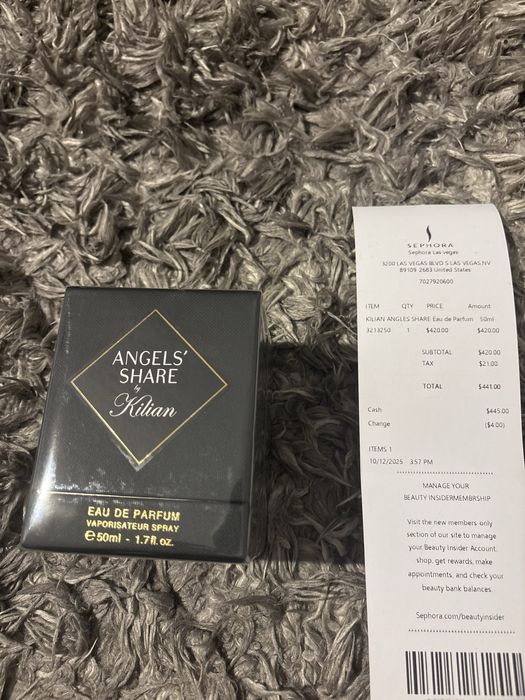 ANGELS'
SHARE
by
Kilian
EAU DE PARFUM
VAPORISATEUR SPRAY
℮50ml - 1.7fl.oz.
SEPHORA
Sephora Las vegas
3200 LAS VEGAS BLVD S LAS VEGAS NV
89109 2683 United States
7027920600
ITEM QTY PRICE Amount
KILIAN ANGLES SHARE Eau de Parfum 50ml
3213250 1 $420.00 $420.00
SUBTOTAL $420.00
TAX $21.00
TOTAL $441.00
Cash $445.00
Change ($4.00)
ITEMS 1
10/12/2025 3:57 PM
MANAGE YOUR
BEAUTY INSIDERMEMBRSHIP
Visit the new members only
section of our site to manage
your Beauty Insider Account,
shop, get rewards, make
appointments, and check your
beauty bank balances.
Sephora.com/beautyinsider